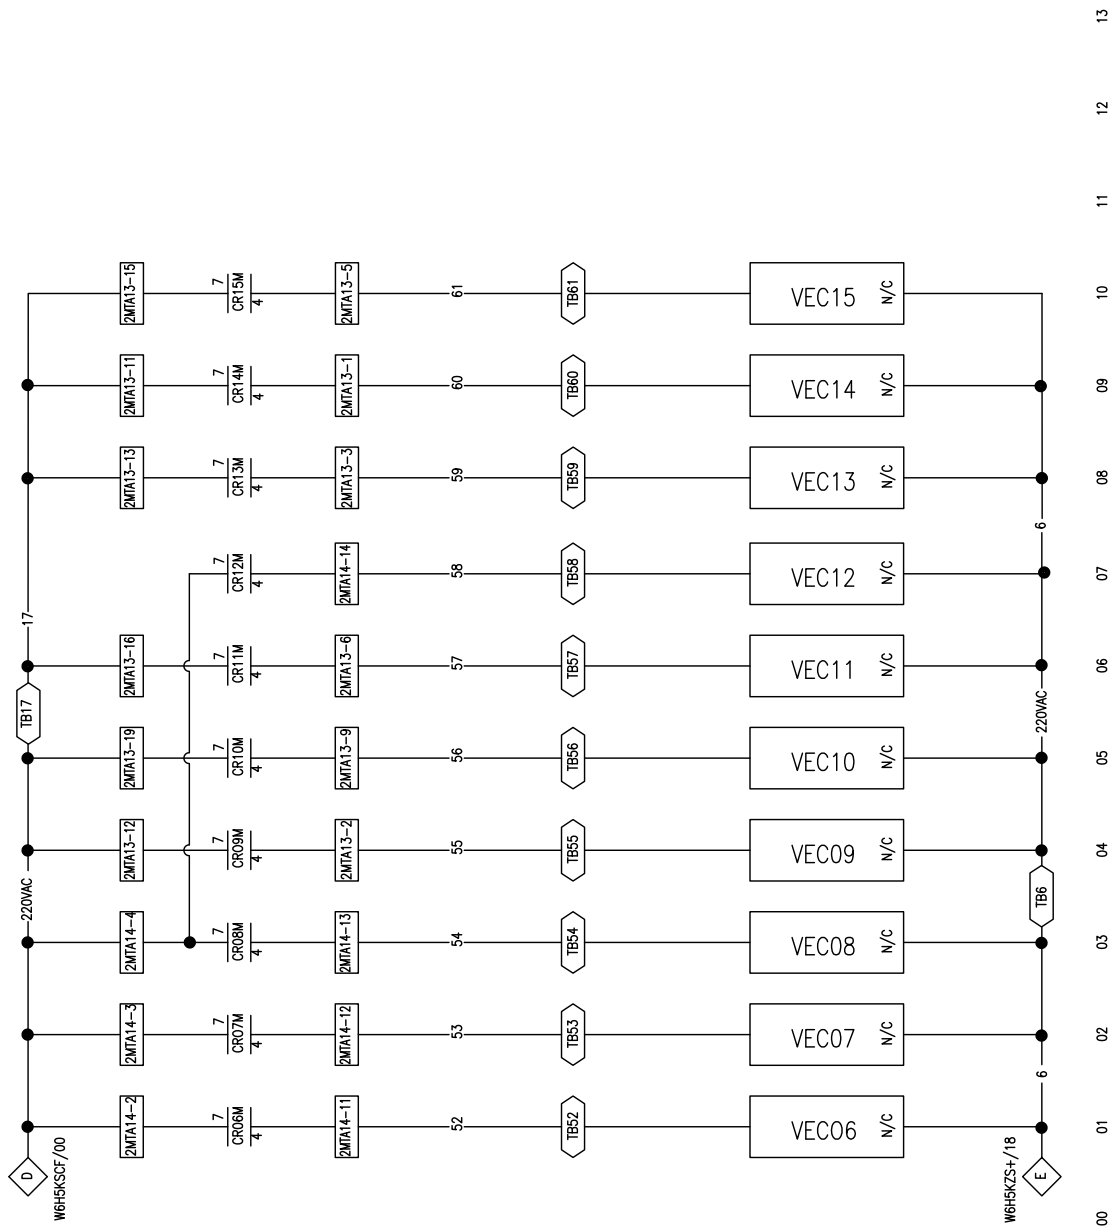 13
12
11
10
09
08
07
06
05
04
03
02
01
00
2MTA13-15
7
CR15M
4
2MTA13-5
61
TB61
VEC15
N/C
2MTA13-11
7
CR14M
4
2MTA13-1
60
TB60
VEC14
N/C
2MTA13-13
7
CR13M
4
2MTA13-3
59
TB59
VEC13
N/C
6
7
CR12M
4
2MTA14-14
58
TB58
VEC12
N/C
17
2MTA13-16
7
CR11M
4
2MTA13-6
57
TB57
VEC11
N/C
TB17
220VAC
2MTA13-19
7
CR10M
4
2MTA13-9
56
TB56
VEC10
N/C
2MTA13-12
7
CR09M
4
2MTA13-2
55
TB55
VEC09
N/C
220VAC
TB6
2MTA14-4
7
CR08M
4
2MTA14-13
54
TB54
VEC08
N/C
2MTA14-3
7
CR07M
4
2MTA14-12
53
TB53
VEC07
N/C
6
2MTA14-2
7
CR06M
4
2MTA14-11
52
TB52
VEC06
N/C
D
W6H5KSCF/00
W6H5KZS+/18
E